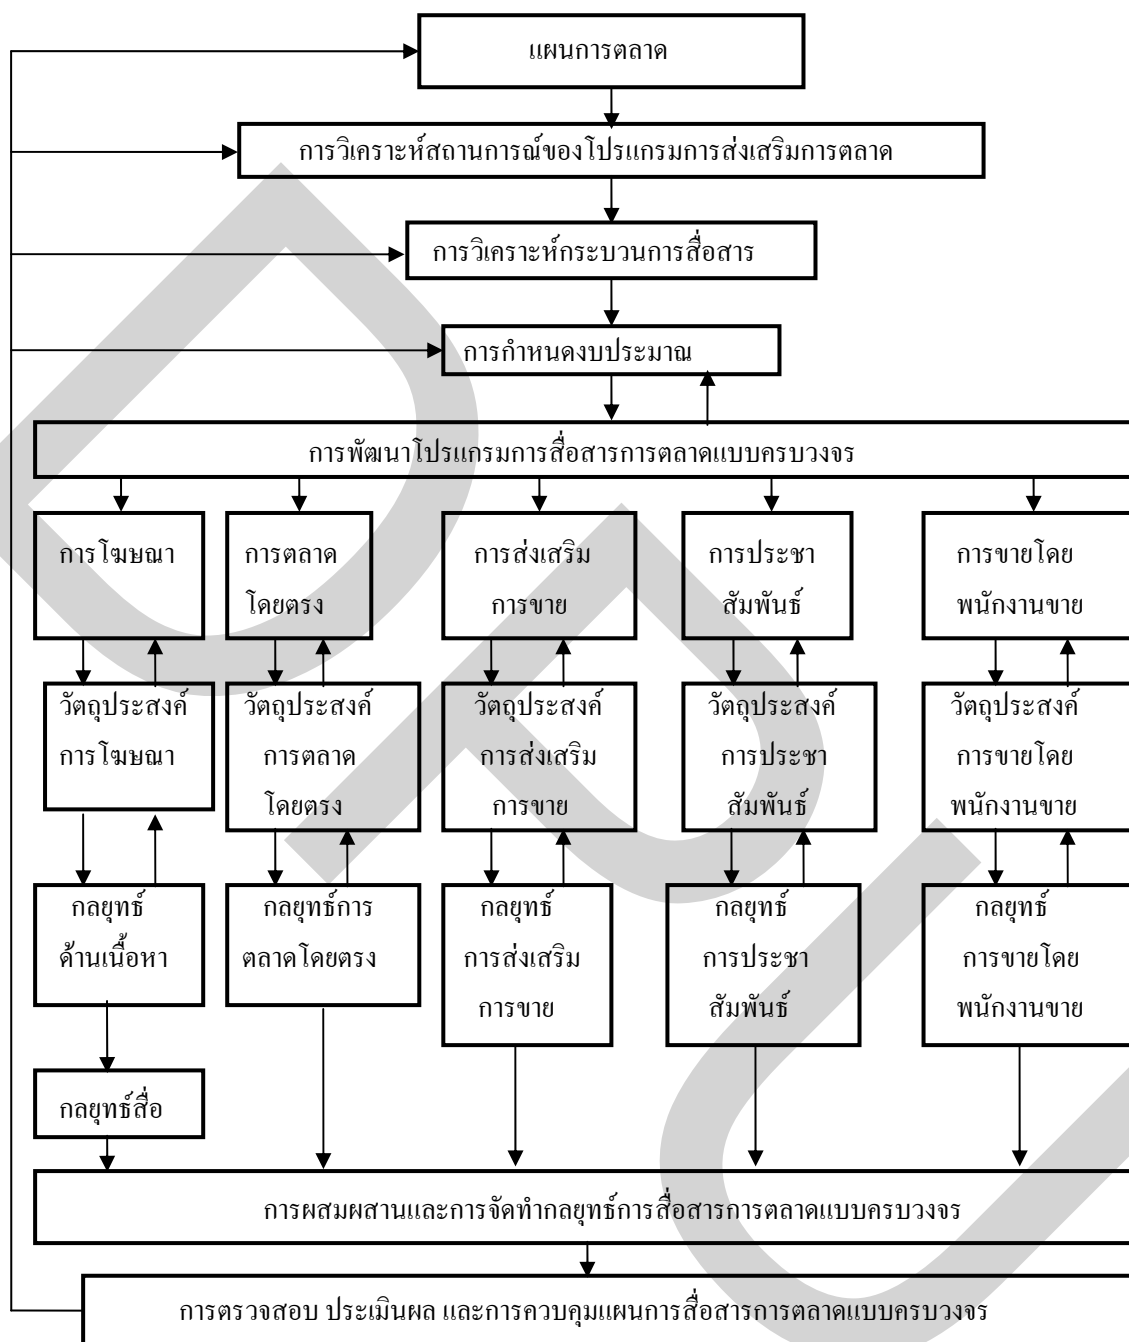 แผนการตลาด
การวิเคราะห์สถานการณ์ของโปรแกรมการส่งเสริมการตลาด
การวิเคราะห์กระบวนการสื่อสาร
การกำหนดงบประมาณ
การพัฒนาโปรแกรมการสื่อสารการตลาดแบบครบวงจร
การโฆษณา
การตลาด
โดยตรง
การส่งเสริม
การขาย
การประชา
สัมพันธ์
การขายโดย
พนักงานขาย
วัตถุประสงค์
การโฆษณา
วัตถุประสงค์
การตลาด
โดยตรง
วัตถุประสงค์
การส่งเสริม
การขาย
วัตถุประสงค์
การประชา
สัมพันธ์
วัตถุประสงค์
การขายโดย
พนักงานขาย
กลยุทธ์
ด้านเนื้อหา
กลยุทธ์การ
ตลาดโดยตรง
กลยุทธ์
การส่งเสริม
การขาย
กลยุทธ์
การประชา
สัมพันธ์
กลยุทธ์
การขายโดย
พนักงานขาย
กลยุทธ์สื่อ
การผสมผสานและการจัดทำกลยุทธ์การสื่อสารการตลาดแบบครบวงจร
การตรวจสอบ ประเมินผล และการควบคุมแผนการสื่อสารการตลาดแบบครบวงจร
DPU